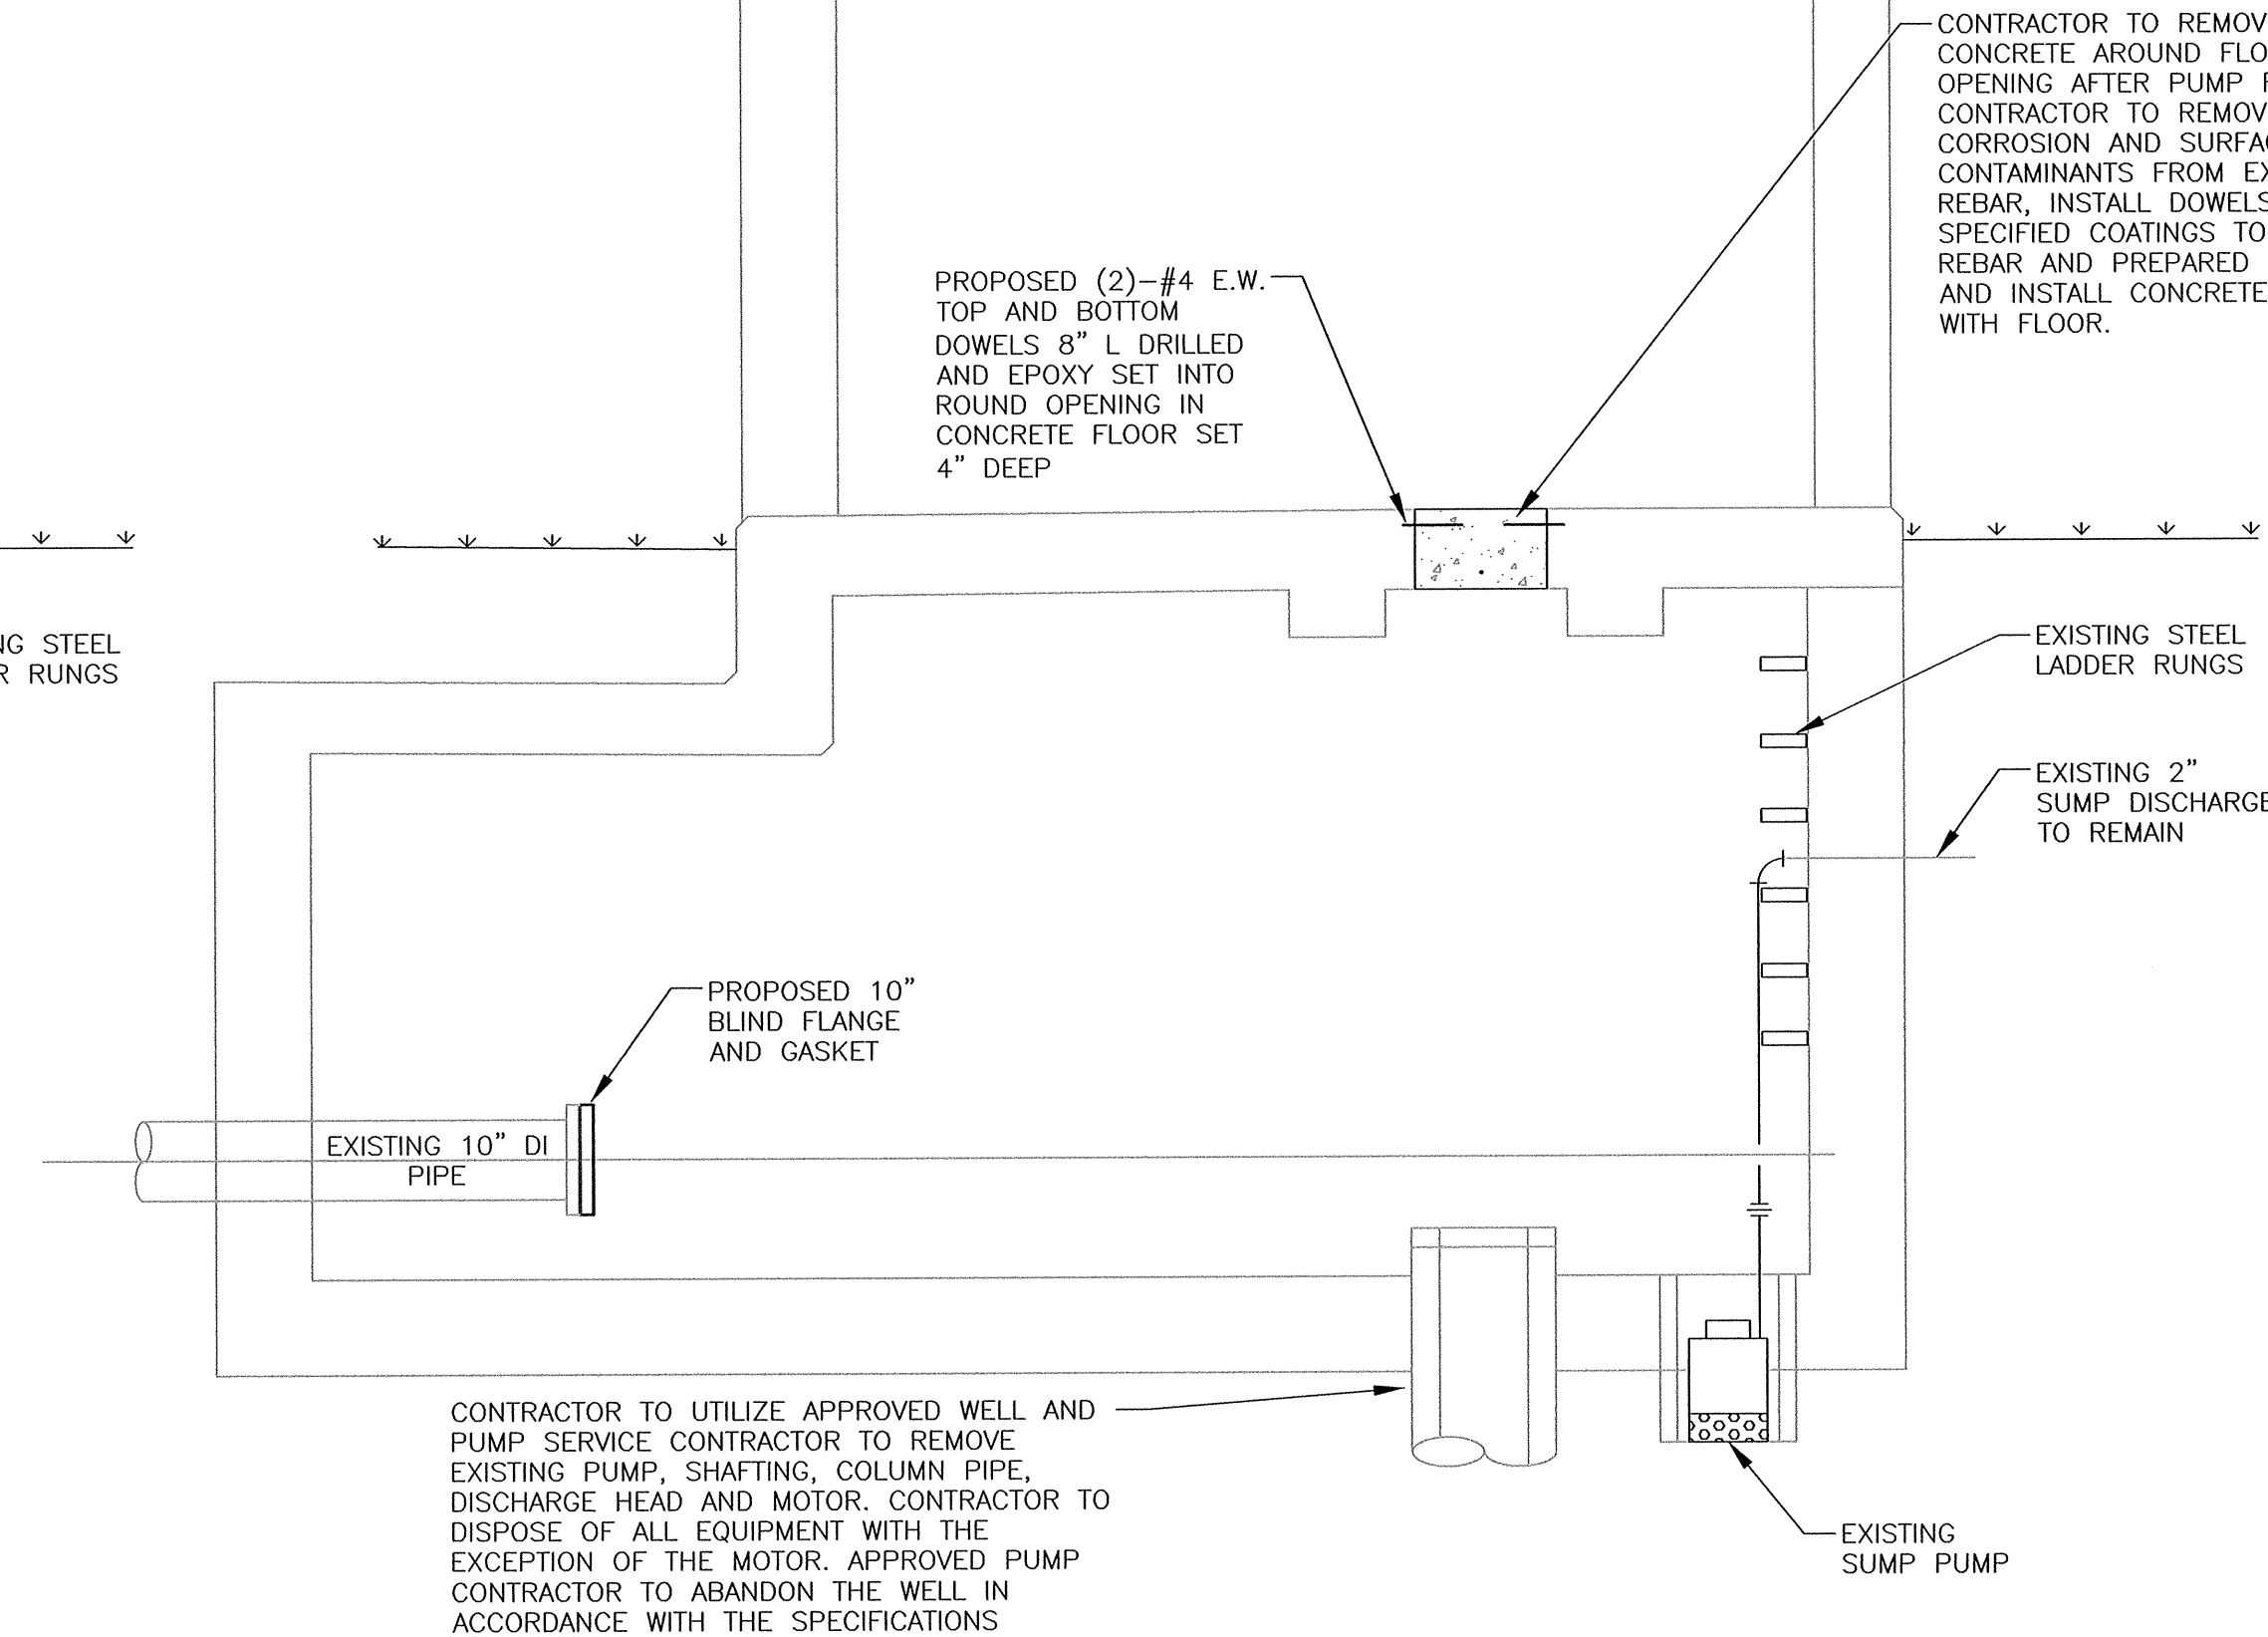 CONTRACTOR TO REMOV
CONCRETE AROUND FLO
OPENING AFTER PUMP
CONTRACTOR TO REMOV
CORROSION AND SURFA
CONTAMINANTS FROM EX
REBAR, INSTALL DOWELS
SPECIFIED COATINGS TO
REBAR AND PREPARED
AND INSTALL CONCRETE
WITH FLOOR.
PROPOSED (2)-#4 E.W.
TOP AND BOTTOM
DOWELS 8" L DRILLED
AND EPOXY SET INTO
ROUND OPENING IN
CONCRETE FLOOR SET
4" DEEP
NG STEEL
R RUNGS
EXISTING STEEL
LADDER RUNGS
EXISTING 2"
SUMP DISCHARGE
TO REMAIN
PROPOSED 10"
BLIND FLANGE
AND GASKET
EXISTING 10" DI
PIPE
CONTRACTOR TO UTILIZE APPROVED WELL AND
PUMP SERVICE CONTRACTOR TO REMOVE
EXISTING PUMP, SHAFTING, COLUMN PIPE,
DISCHARGE HEAD AND MOTOR. CONTRACTOR TO
DISPOSE OF ALL EQUIPMENT WITH THE
EXCEPTION OF THE MOTOR. APPROVED PUMP
CONTRACTOR TO ABANDON THE WELL IN
ACCORDANCE WITH THE SPECIFICATIONS
EXISTING
SUMP PUMP